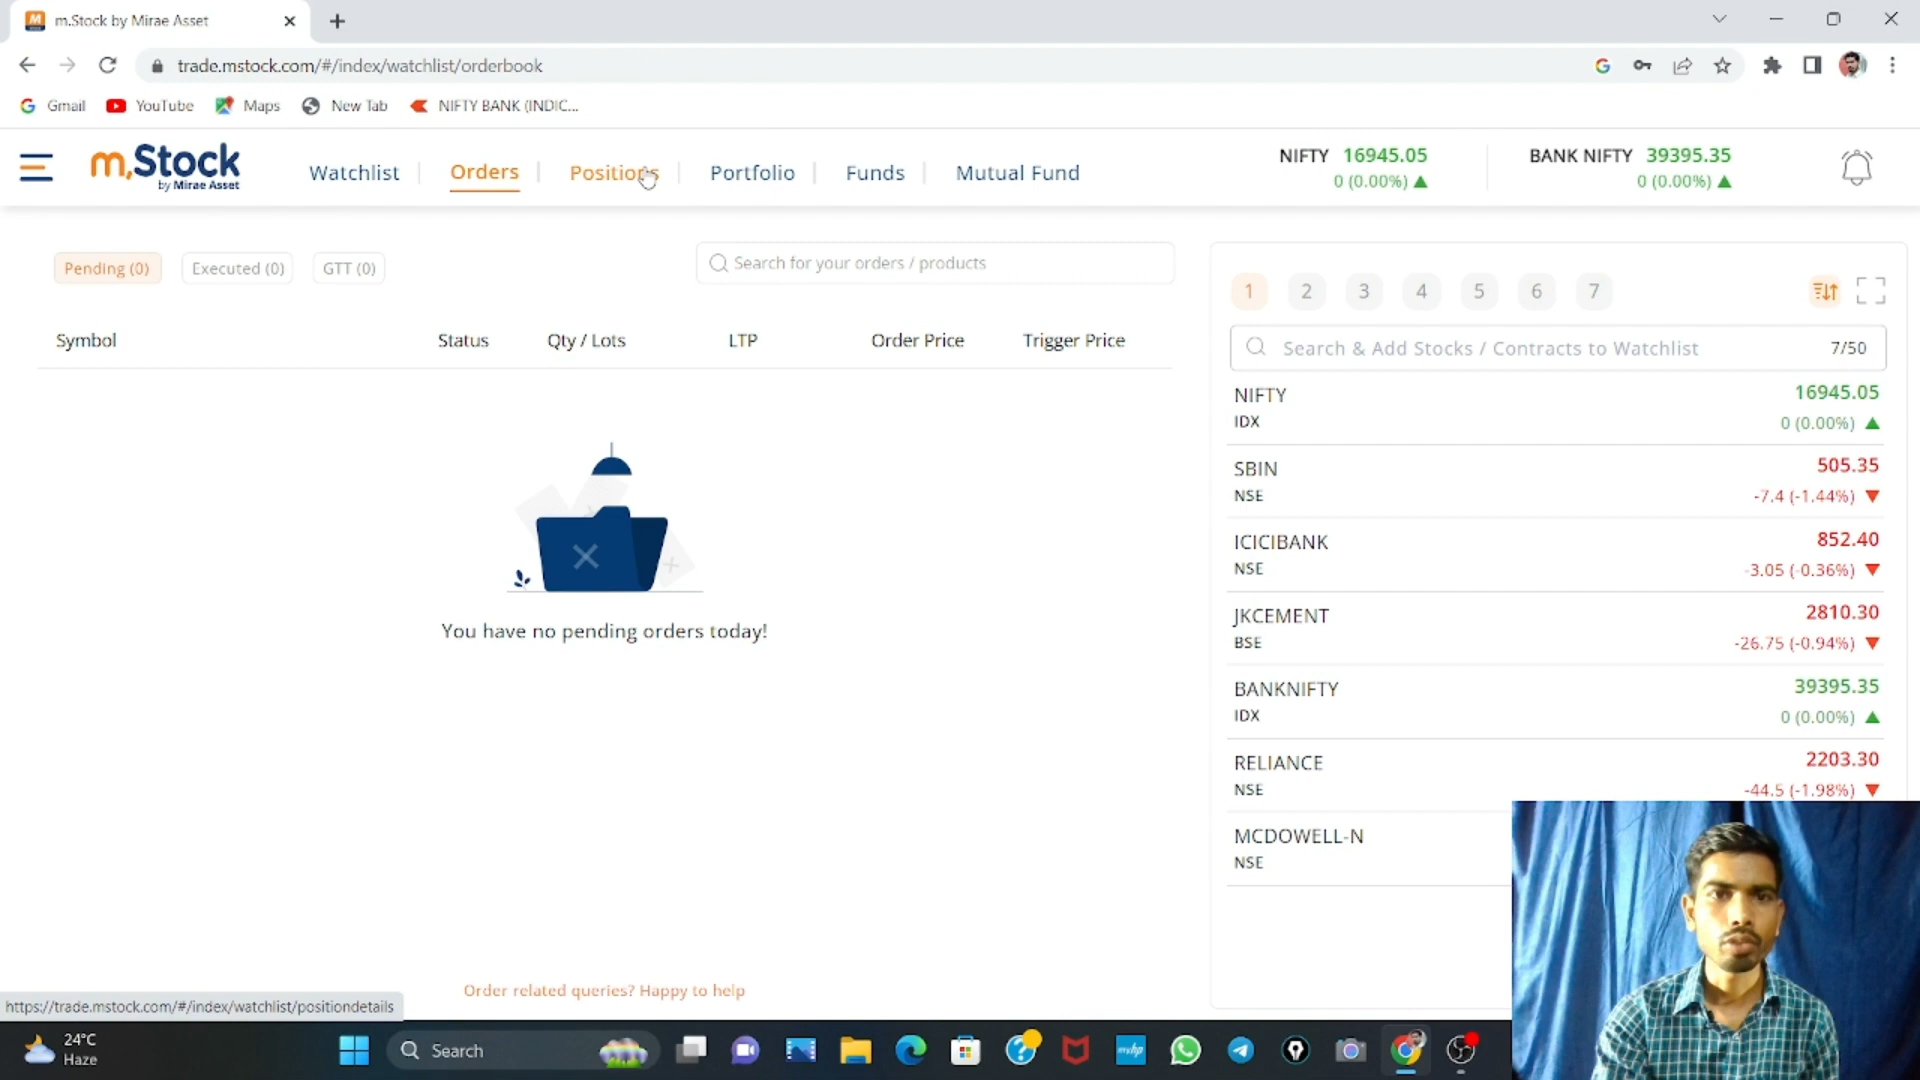 m.Stock by Mirae Asset
trade.mstock.com/#/index/watchlist/orderbook
Gmail YouTube Maps New Tab NIFTY BANK (INDIC...
m.Stock
by Mirae Asset
Watchlist Orders Positions Portfolio Funds Mutual Fund
NIFTY 16945.05
0 (0.00%)
BANK NIFTY 39395.35
0 (0.00%)
Pending (0) Executed (0) GTT (0)
Search for your orders / products
Symbol Status Qty / Lots LTP Order Price Trigger Price
You have no pending orders today!
Order related queries? Happy to help
1 2 3 4 5 6 7
Search & Add Stocks / Contracts to Watchlist 7/50
NIFTY 16945.05
IDX 0 (0.00%)
SBIN 505.35
NSE -7.4 (-1.44%)
ICICIBANK 852.40
NSE -3.05 (-0.36%)
JKCEMENT 2810.30
BSE -26.75 (-0.94%)
BANKNIFTY 39395.35
IDX 0 (0.00%)
RELIANCE 2203.30
NSE -44.5 (-1.98%)
MCDOWELL-N
NSE
https://trade.mstock.com/#/index/watchlist/positiondetails
24°C
Haze
Search
myhp